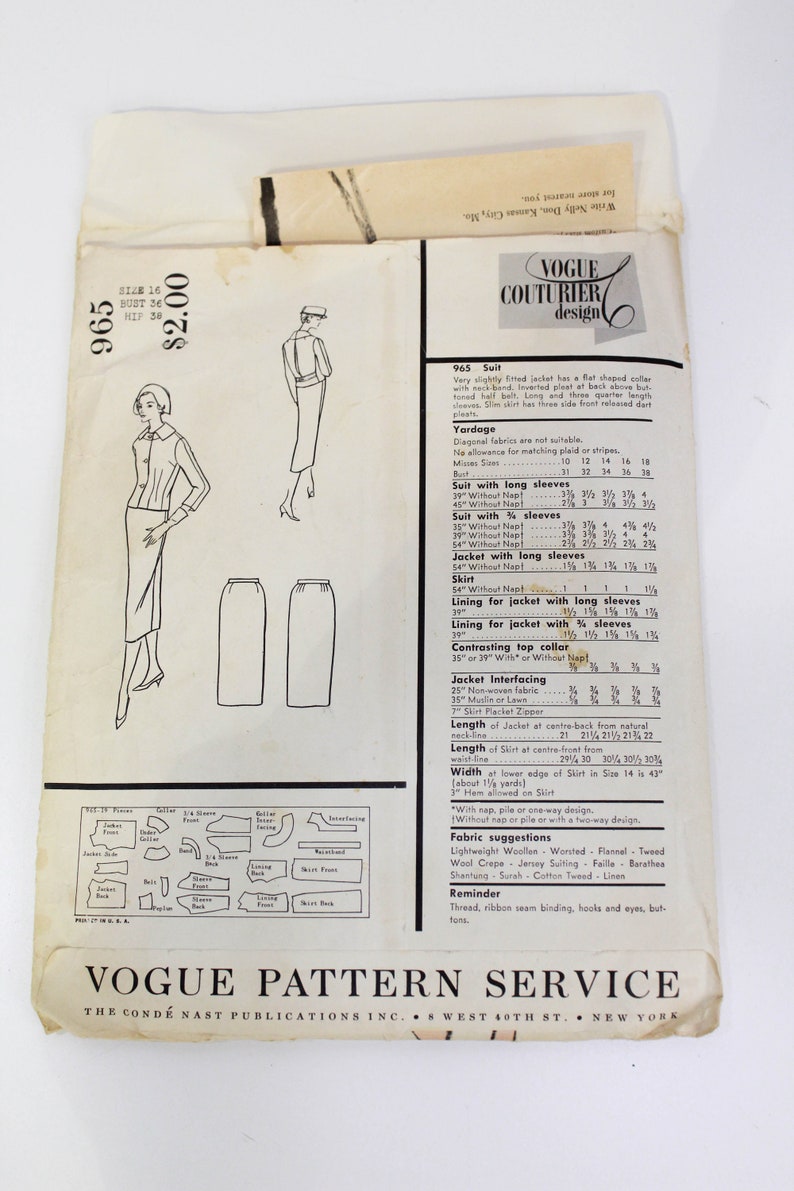 Write Nelly Don, Kansas City, Mo.
for store nearest you.
965
SIZE 16
BUST 36
HIP 38
$2.00
VOGUE
COUTURIER
design
965 Suit
Very slightly fitted jacket has a flat shaped collar
with neck-band. Inverted pleat at back above but-
toned half belt. Long and three quarter length
sleeves. Slim skirt has three side front released dart
pleats.
Yardage
Diagonal fabrics are not suitable.
No allowance for matching plaid or stripes.
Misses Sizes ............10 12 14 16 18
Bust ....................31 32 34 36 38
Suit with long sleeves
39" Without Nap† .......3⅜ 3½ 3½ 3⅞ 4
45" Without Nap† .......2⅞ 3 3⅛ 3½ 3½
Suit with ¾ sleeves
35" Without Nap† .......3⅞ 3⅞ 4 4⅜ 4½
39" Without Nap† .......3⅜ 3⅜ 3½ 4 4
54" Without Nap† .......2⅜ 2½ 2½ 2¾ 2¾
Jacket with long sleeves
54" Without Nap† .......1⅝ 1¾ 1¾ 1⅞ 1⅞
Skirt
54" Without Nap† .......1 1 1 1 1⅛
Lining for jacket with long sleeves
39" ....................1½ 1⅝ 1⅝ 1⅞ 1⅞
Lining for jacket with ¾ sleeves
39" ....................1½ 1½ 1⅝ 1⅝ 1¾
Contrasting top collar
35" or 39" With* or Without Nap†
⅜ ⅜ ⅜ ⅜ ⅜
Jacket Interfacing
25" Non-woven fabric ..... ¾ ¾ ⅞ ⅞ ⅞
35" Muslin or Lawn ........⅝ ¾ ¾ ¾ ¾
7" Skirt Placket Zipper
Length of Jacket at centre-back from natural
neck-line ...............21 21¼ 21½ 21¾ 22
Length of Skirt at centre-front from
waist-line ..............29¼ 30 30¼ 30½ 30¾
Width at lower edge of Skirt in Size 14 is 43"
(about 1⅛ yards)
3" Hem allowed on Skirt
*With nap, pile or one-way design.
†Without nap or pile or with a two-way design.
Fabric suggestions
Lightweight Woollen - Worsted - Flannel - Tweed
Wool Crepe - Jersey Suiting - Faille - Barathea
Shantung - Surah - Cotton Tweed - Linen
Reminder
Thread, ribbon seam binding, hooks and eyes, but-
tons.
965-19 Pieces
Jacket
Front
Jacket Side
Jacket
Back
Collar
Under
Collar
Belt
Peplum
3/4 Sleeve
Front
Band
3/4 Sleeve
Back
Sleeve
Front
Sleeve
Back
Collar
Inter-
facing
Lining
Back
Lining
Front
Interfacing
Waistband
Skirt Front
Skirt Back
PRINTED IN U. S. A.
VOGUE PATTERN SERVICE
THE CONDÉ NAST PUBLICATIONS INC. • 8 WEST 40TH ST. • NEW YORK